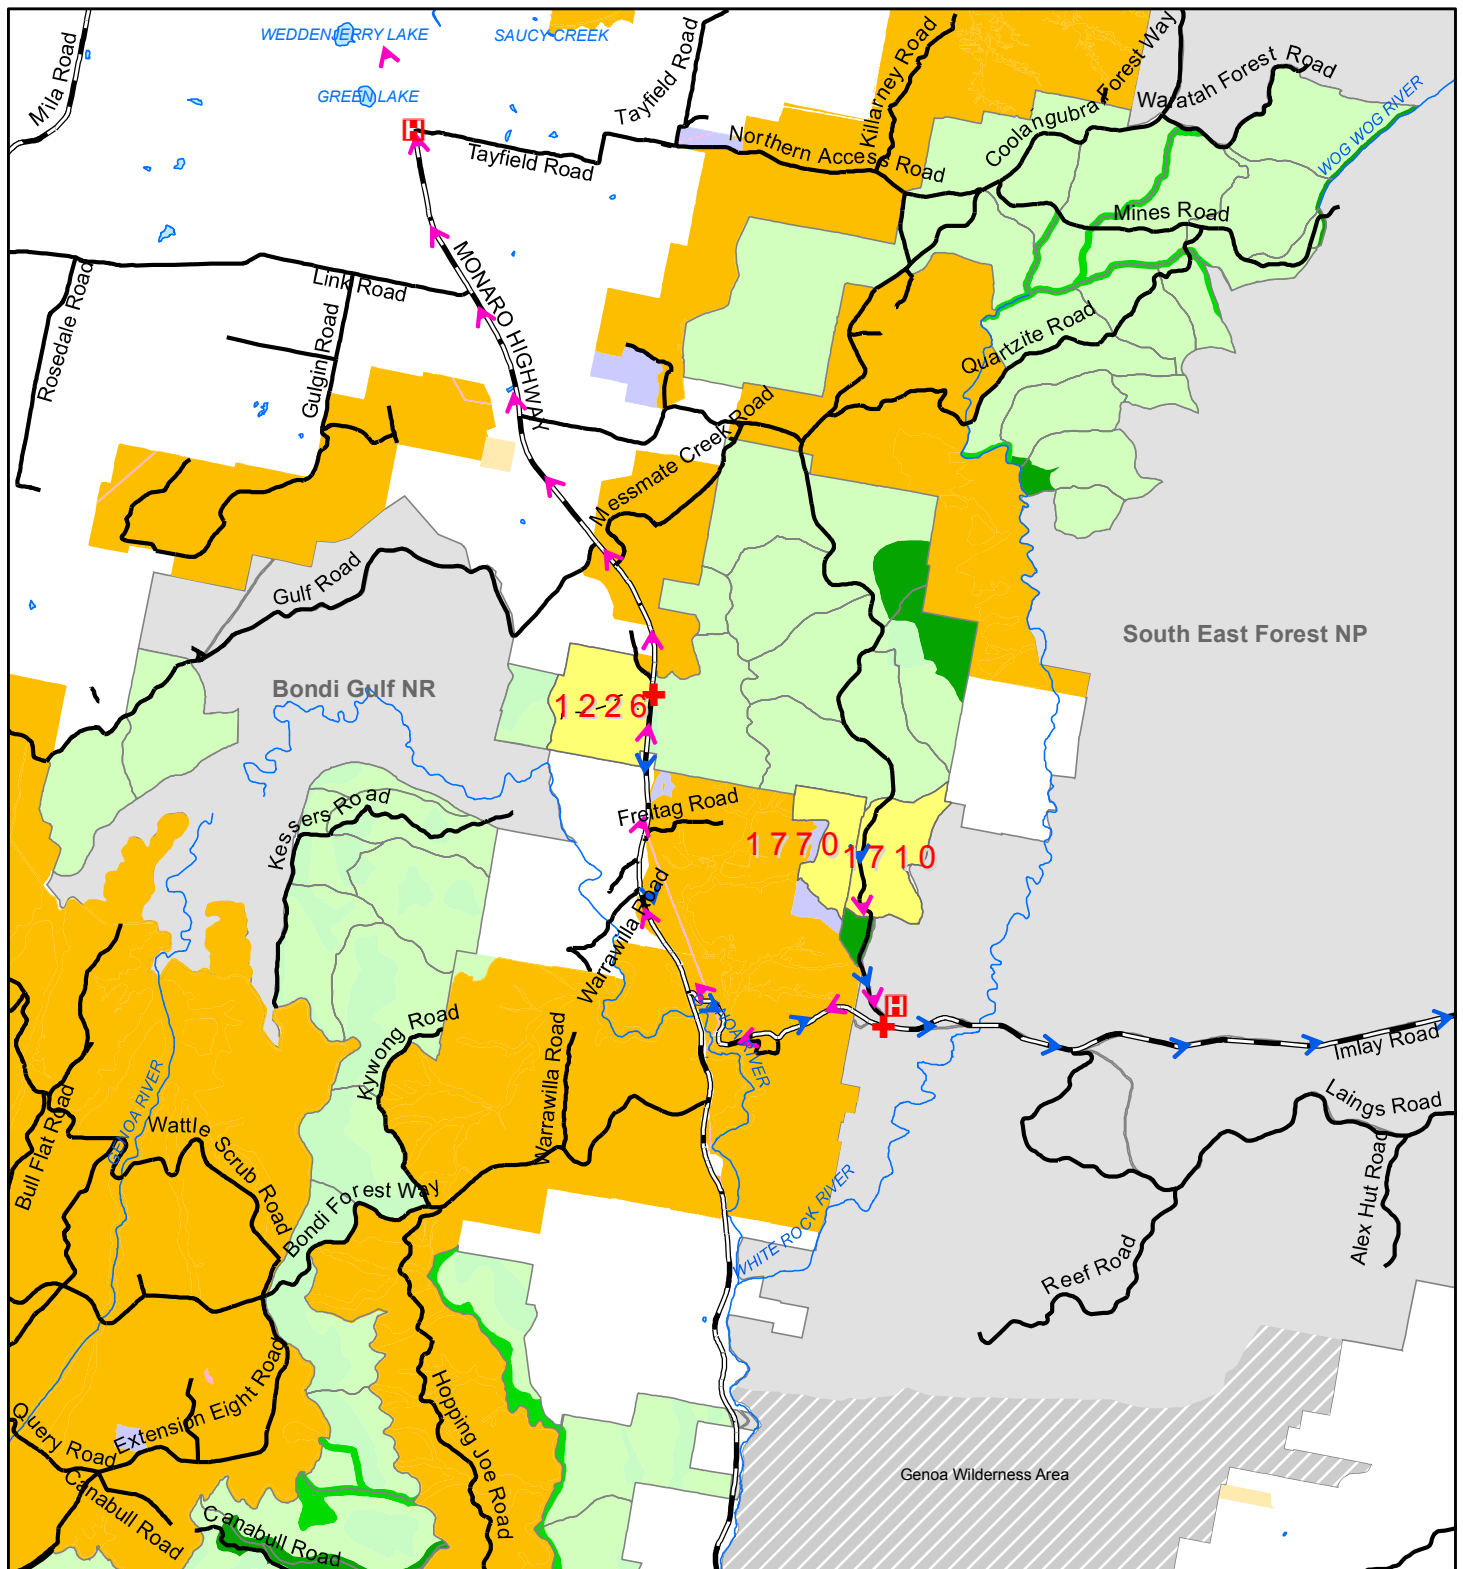 WEDDENJERRY LAKE
SAUCY CREEK
GREEN LAKE
Mila Road
Tayfield Road
Killarney Road
Coolangubra Forest Way
Waratah Forest Road
WOG WOG RIVER
H
Tayfield Road
Northern Access Road
Mines Road
MONARO HIGHWAY
Link Road
Rosedale Road
Gulgin Road
Quartzite Road
Messmate Creek Road
Gulf Road
South East Forest NP
Bondi Gulf NR
1226
Freitag Road
Kessers Road
1770
1710
Warrawilla Road
H
GENOA RIVER
Imlay Road
Kywong Road
Warrawilla Road
Laings Road
GENOA RIVER
Bull Flat Road
Wattle Scrub Road
Alex Hut Road
Bondi Forest Way
WHITE ROCK RIVER
Reef Road
Hopping Joe Road
Extension Eight Road
Query Road
Genoa Wilderness Area
Canabull Road
Canabull Road